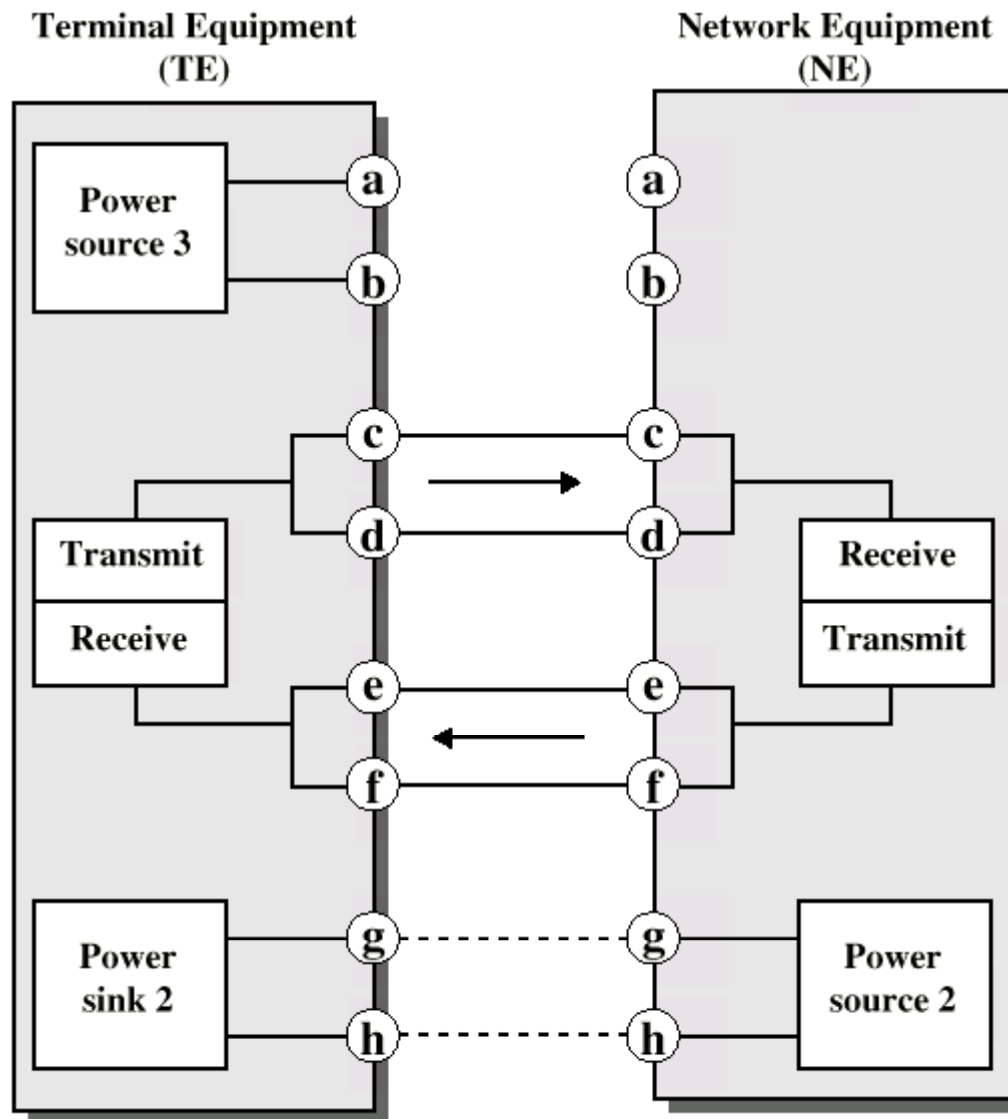 Terminal Equipment
(TE)
Network Equipment
(NE)
Power
source 3
a
b
a
b
c
d
c
d
Transmit
Receive
Receive
Transmit
e
f
e
f
Power
sink 2
g
h
g
h
Power
source 2